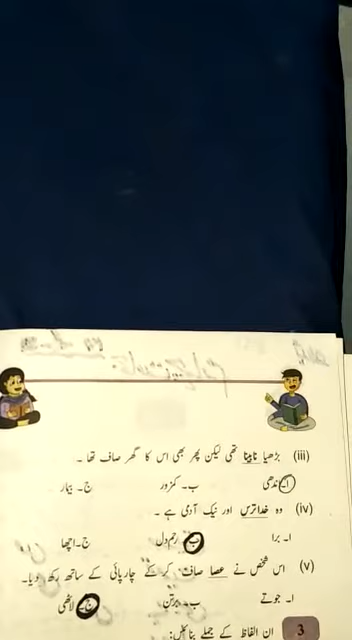 (iii) بڑھیا نابینا تھی لیکن پھر بھی اس کا گھر صاف تھا ۔
ا۔ اندھی ب۔ کمزور ج۔ بیمار
(iv) وہ خداترس اور نیک آدمی ہے ۔
ا۔ برا ب۔ رحم دل ج۔ اچھا
(v) اس شخص نے عصا صاف کر کے چارپائی کے ساتھ رکھ دیا۔
ا۔ جوتے ب۔ برتن ج۔ لاٹھی
3 ان الفاظ کے جملے بنائیں: